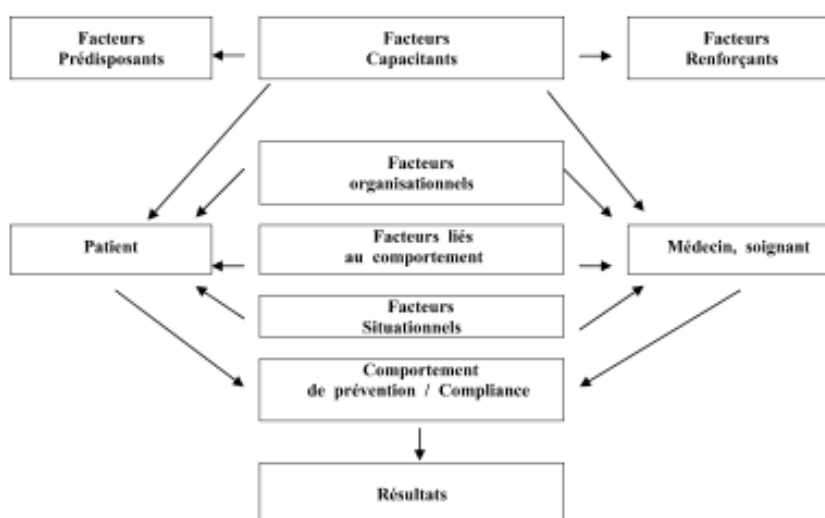 Facteurs
Prédisposants
Facteurs
Capacitants
Facteurs
Renforçants
Facteurs
organisationnels
Patient
Facteurs liés
au comportement
Médecin, soignant
Facteurs
Situationnels
Comportement
de prévention / Compliance
Résultats